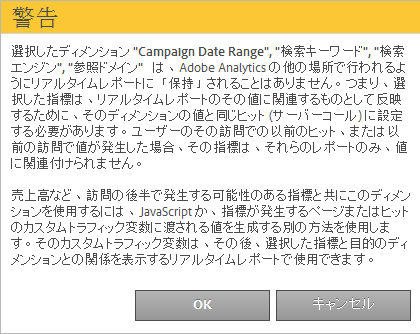 警告
選択したディメンション "Campaign Date Range", "検索キーワード", "検索
エンジン", "参照ドメイン" は、Adobe Analytics の他の場所で行われるよ
うにリアルタイムレポートに「保持」されることはありません。つまり、選
択した指標は、リアルタイムレポートのその値に関連するものとして反映
するために、そのディメンションの値と同じヒット (サーバーコール) に設定
する必要があります。ユーザーのその訪問での以前のヒット、または以
前の訪問で値が発生した場合、その指標は、それらのレポートのみ、値
に関連付けられません。
売上高など、訪問の後半で発生する可能性のある指標と共にこのディメ
ンションを使用するには、JavaScript か、指標が発生するページまたはヒット
のカスタムトラフィック変数に渡される値を生成する別の方法を使用しま
す。そのカスタムトラフィック変数は、その後、選択した指標と目的のディ
メンションとの関係を表示するリアルタイムレポートで使用できます。
OK
キャンセル